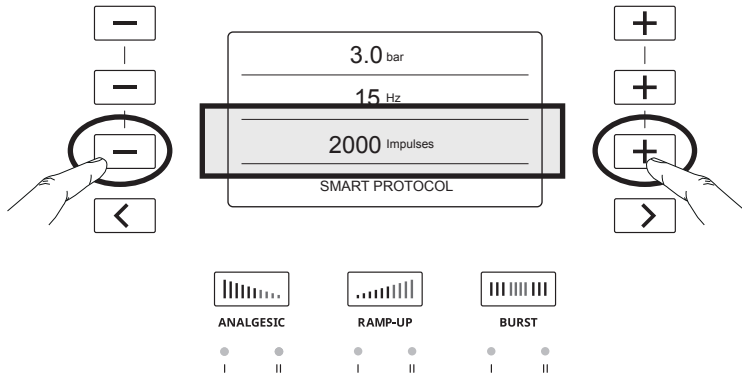 3.0 bar
15 Hz
2000 Impulses
SMART PROTOCOL
ANALGESIC RAMP-UP BURST
I II I II I II